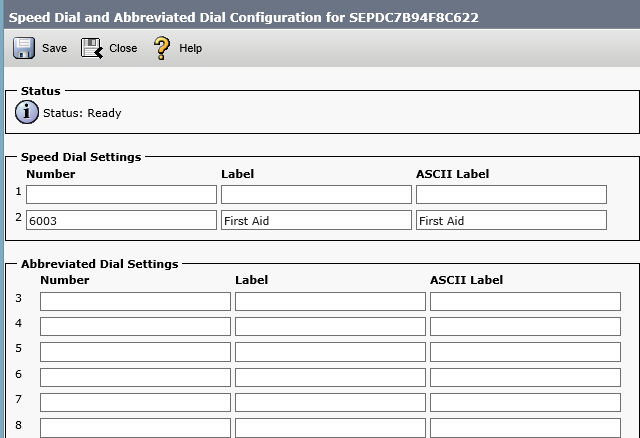 Speed Dial and Abbreviated Dial Configuration for SEPDC7B94F8C622
Save Close Help
Status
Status: Ready
Speed Dial Settings
Number Label ASCII Label
1
2 6003 First Aid First Aid
Abbreviated Dial Settings
Number Label ASCII Label
3
4
5
6
7
8